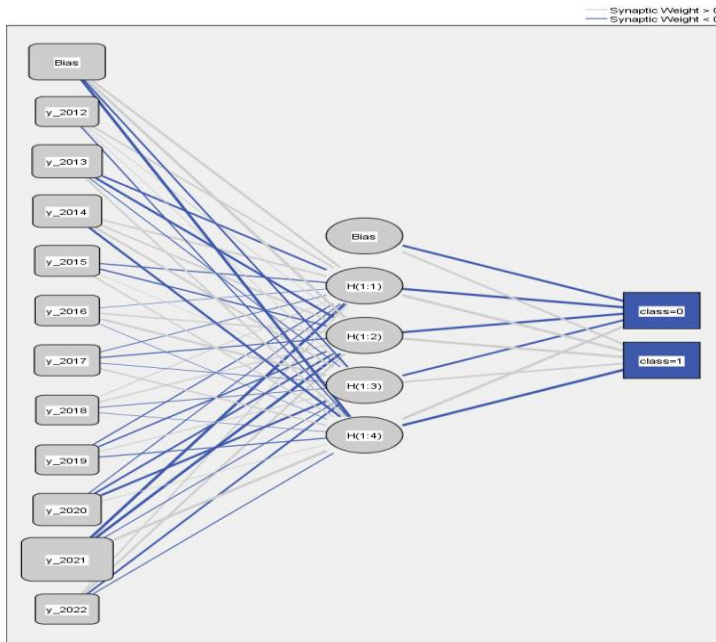 Synaptic Weight > 0
Synaptic Weight < 0
Bias
y_2012
y_2013
y_2014
y_2015
y_2016
y_2017
y_2018
y_2019
y_2020
y_2021
y_2022
Bias
H(1:1)
H(1:2)
H(1:3)
H(1:4)
class=0
class=1